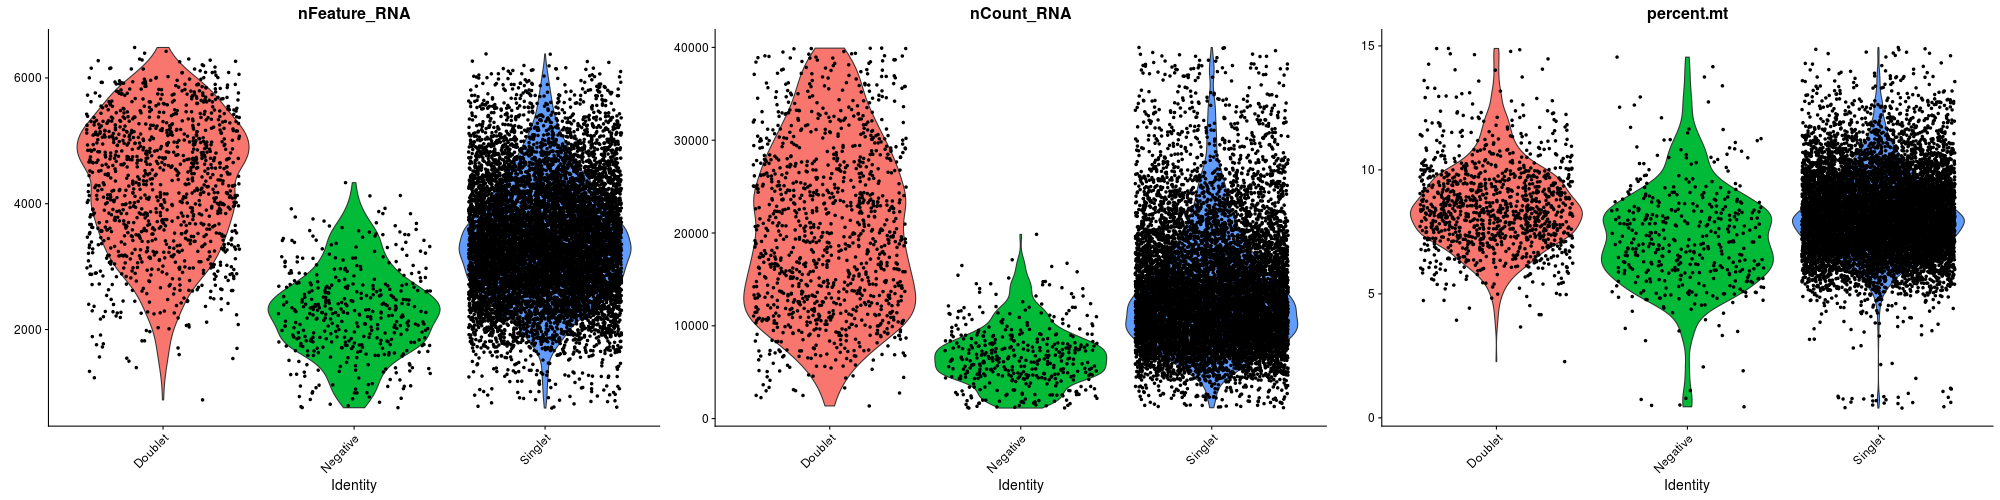 nFeature_RNA
6000
4000
2000
Doublet
Negative
Singlet
Identity
nCount_RNA
40000
30000
20000
10000
0
Doublet
Negative
Singlet
Identity
percent.mt
15
10
5
0
Doublet
Negative
Singlet
Identity